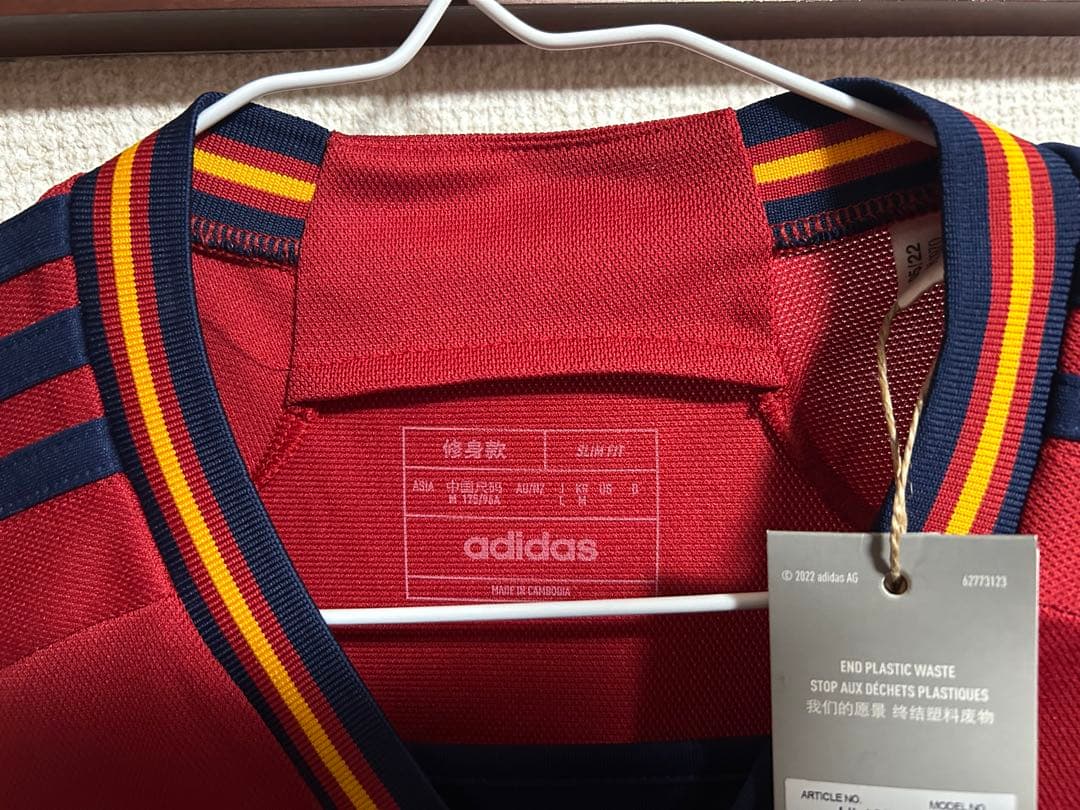 修身款 SLIM FIT
ASIA 中国尺码 AU/NZ J KR US
M 175/96A L M
adidas
MADE IN CAMBODIA
© 2022 adidas AG 62773123
END PLASTIC WASTE
STOP AUX DÉCHETS PLASTIQUES
我们的愿景 终结塑料废物
ARTICLE NO. MODEL NO.